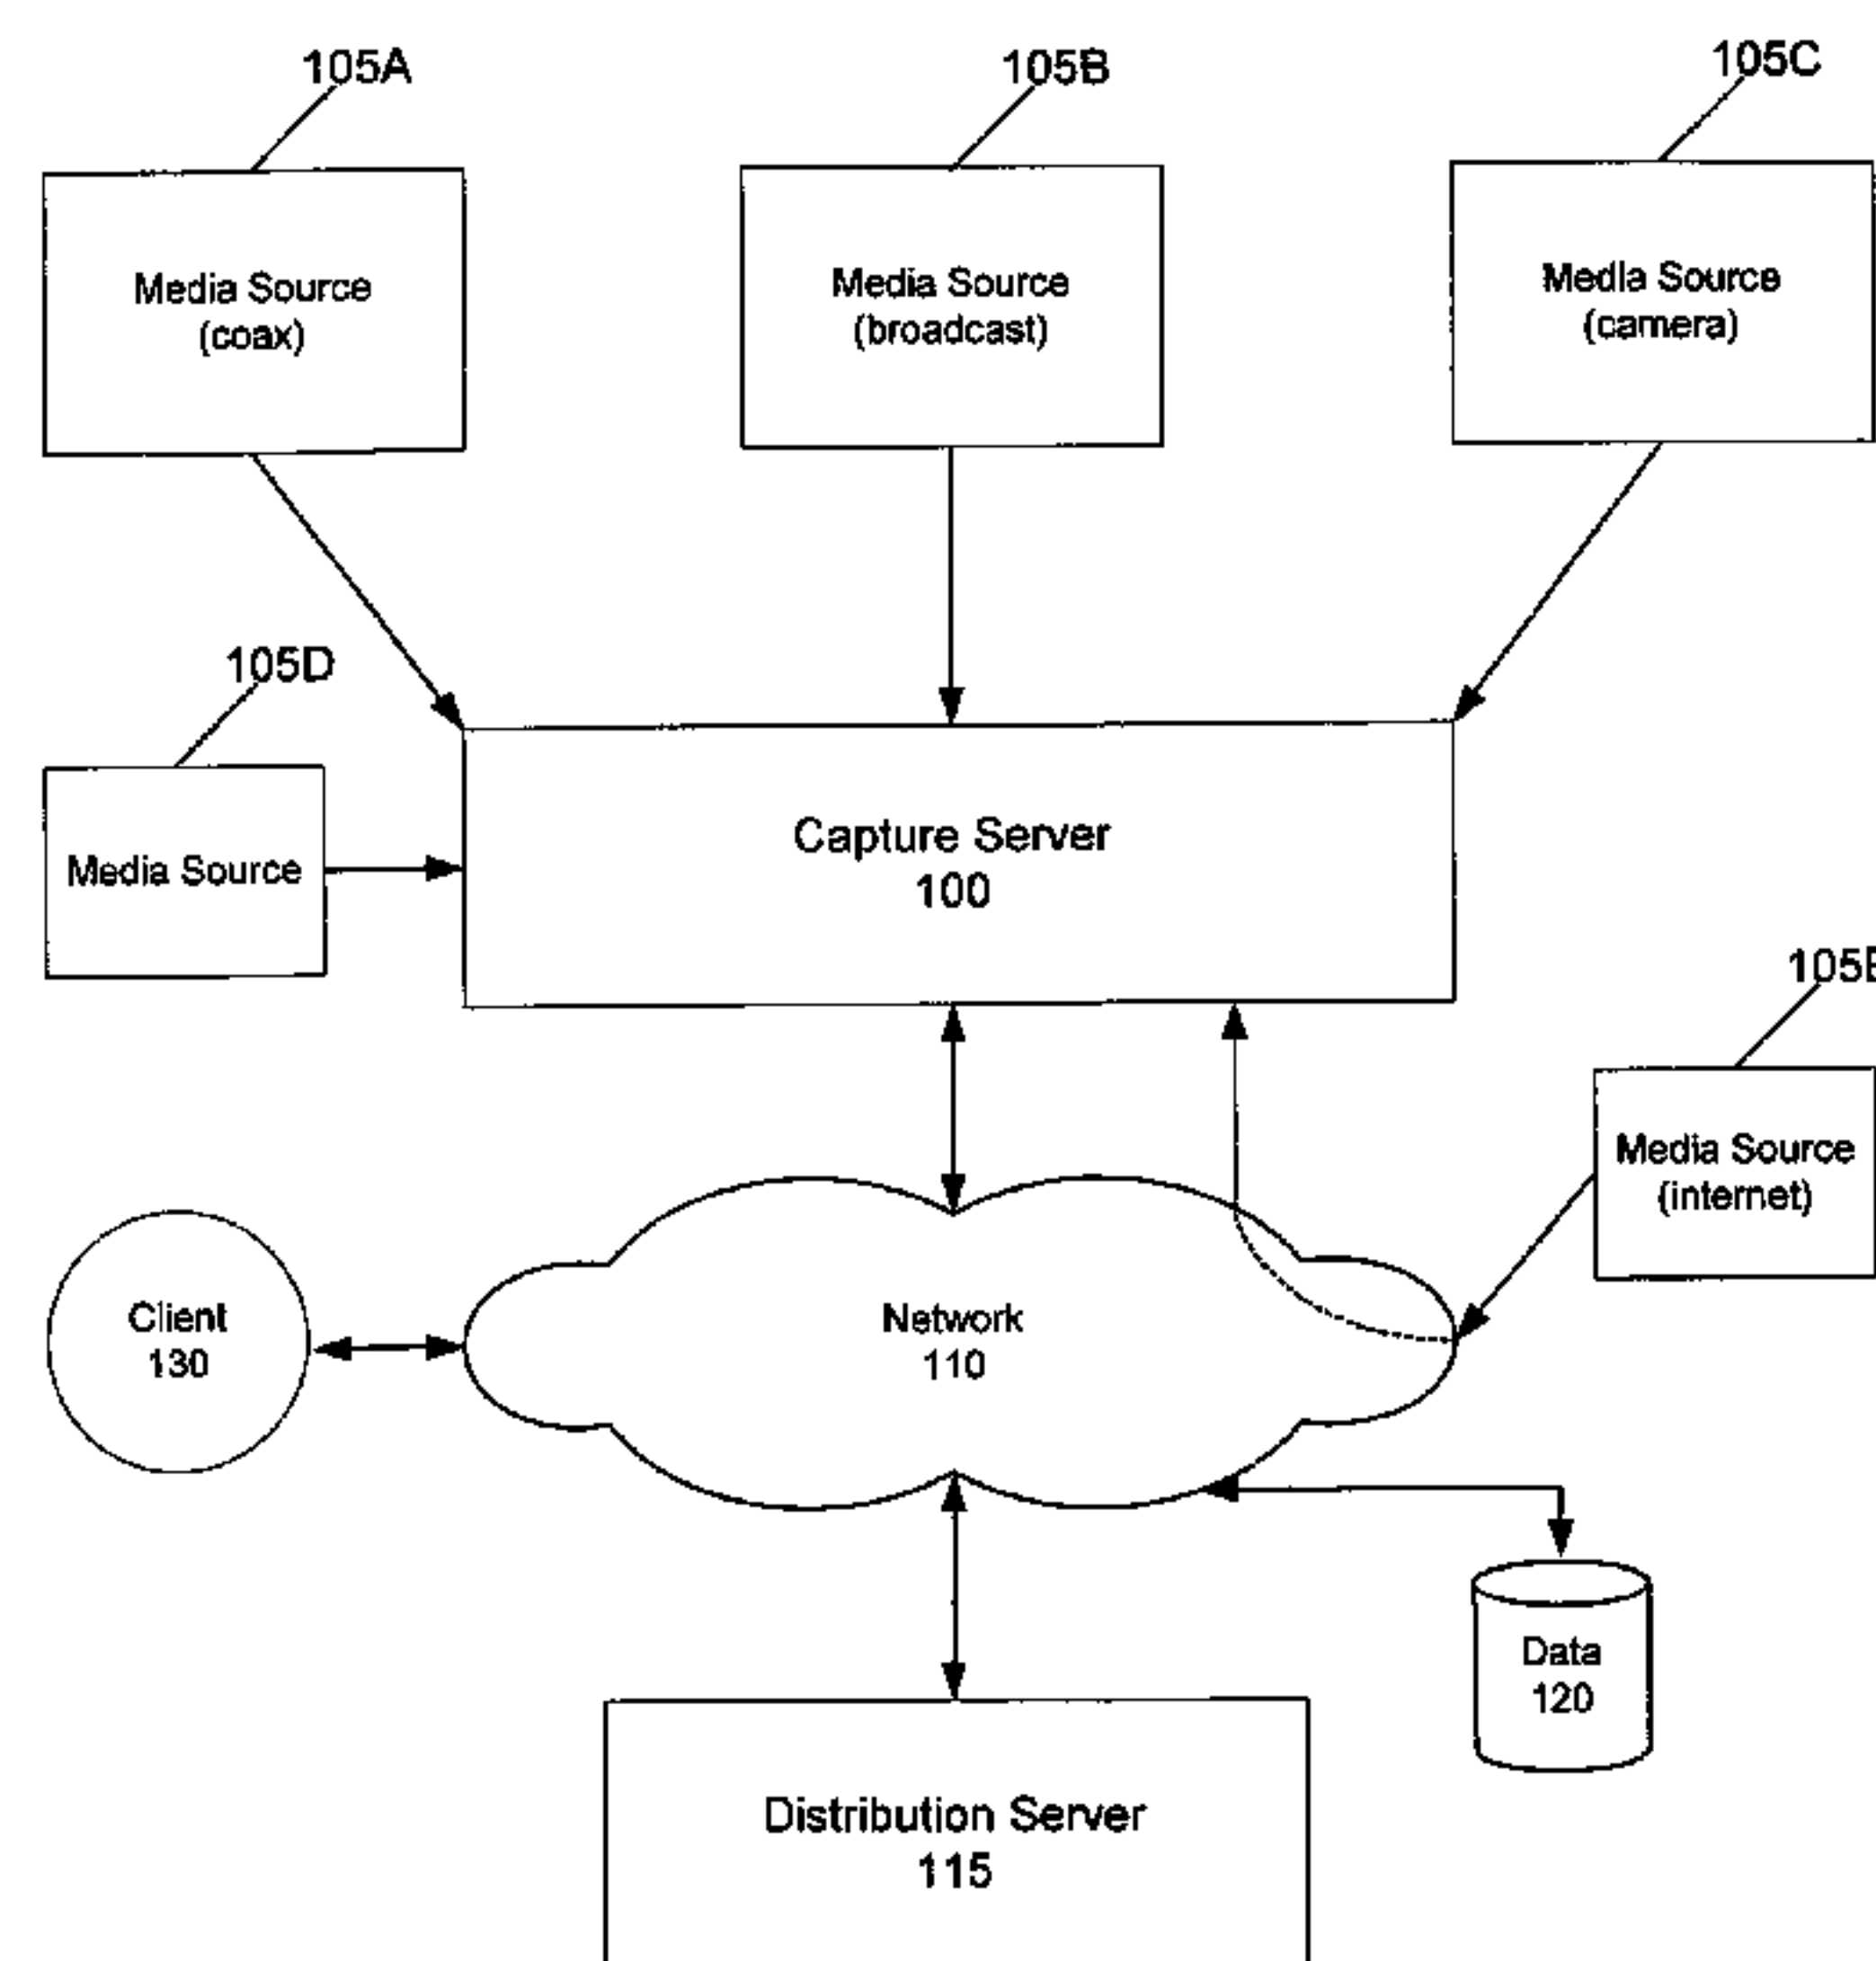 105A
105B
105C
Media Source
(coax)
Media Source
(broadcast)
Media Source
(camera)
105D
Media Source
Capture Server
100
105E
Media Source
(internet)
Client
130
Network
110
Data
120
Distribution Server
115